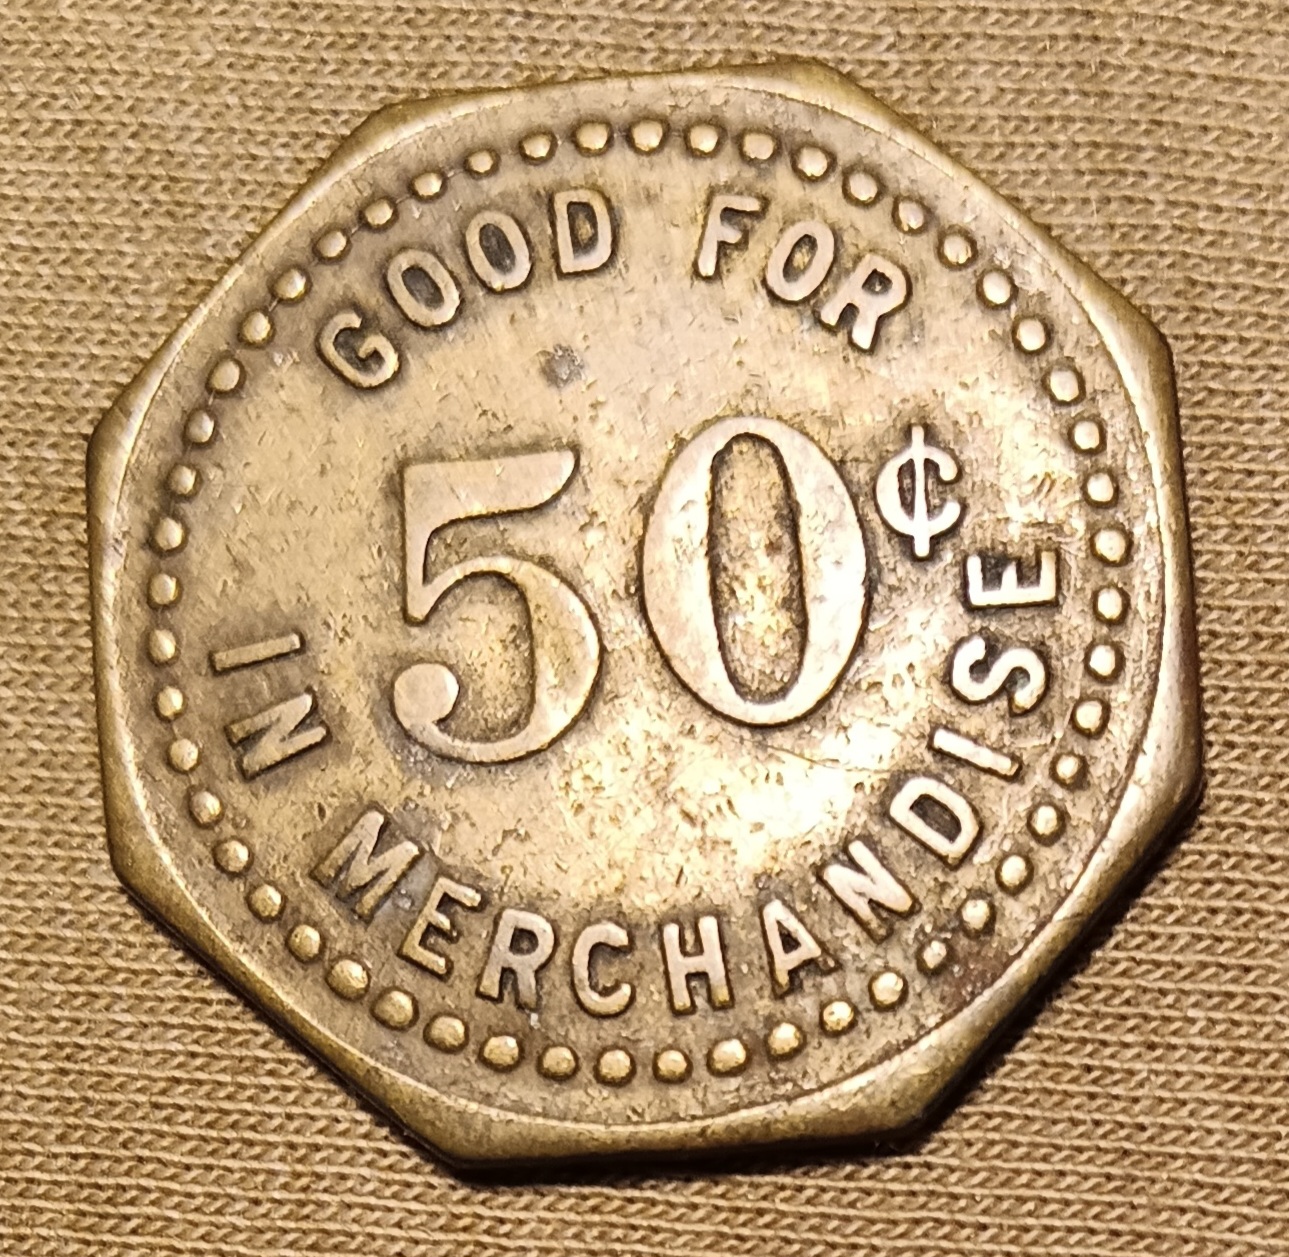 GOOD FOR
50¢
IN MERCHANDISE